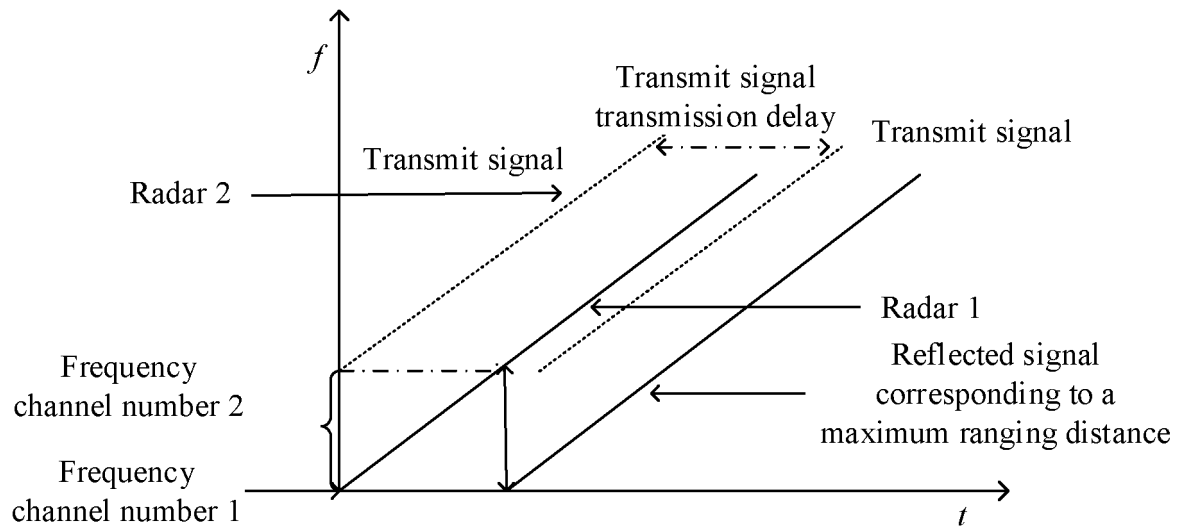 f
Transmit signal
transmission delay
Transmit signal
Transmit signal
Radar 2
Radar 1
Frequency
channel number 2
Reflected signal
corresponding to a
maximum ranging distance
Frequency
channel number 1
t